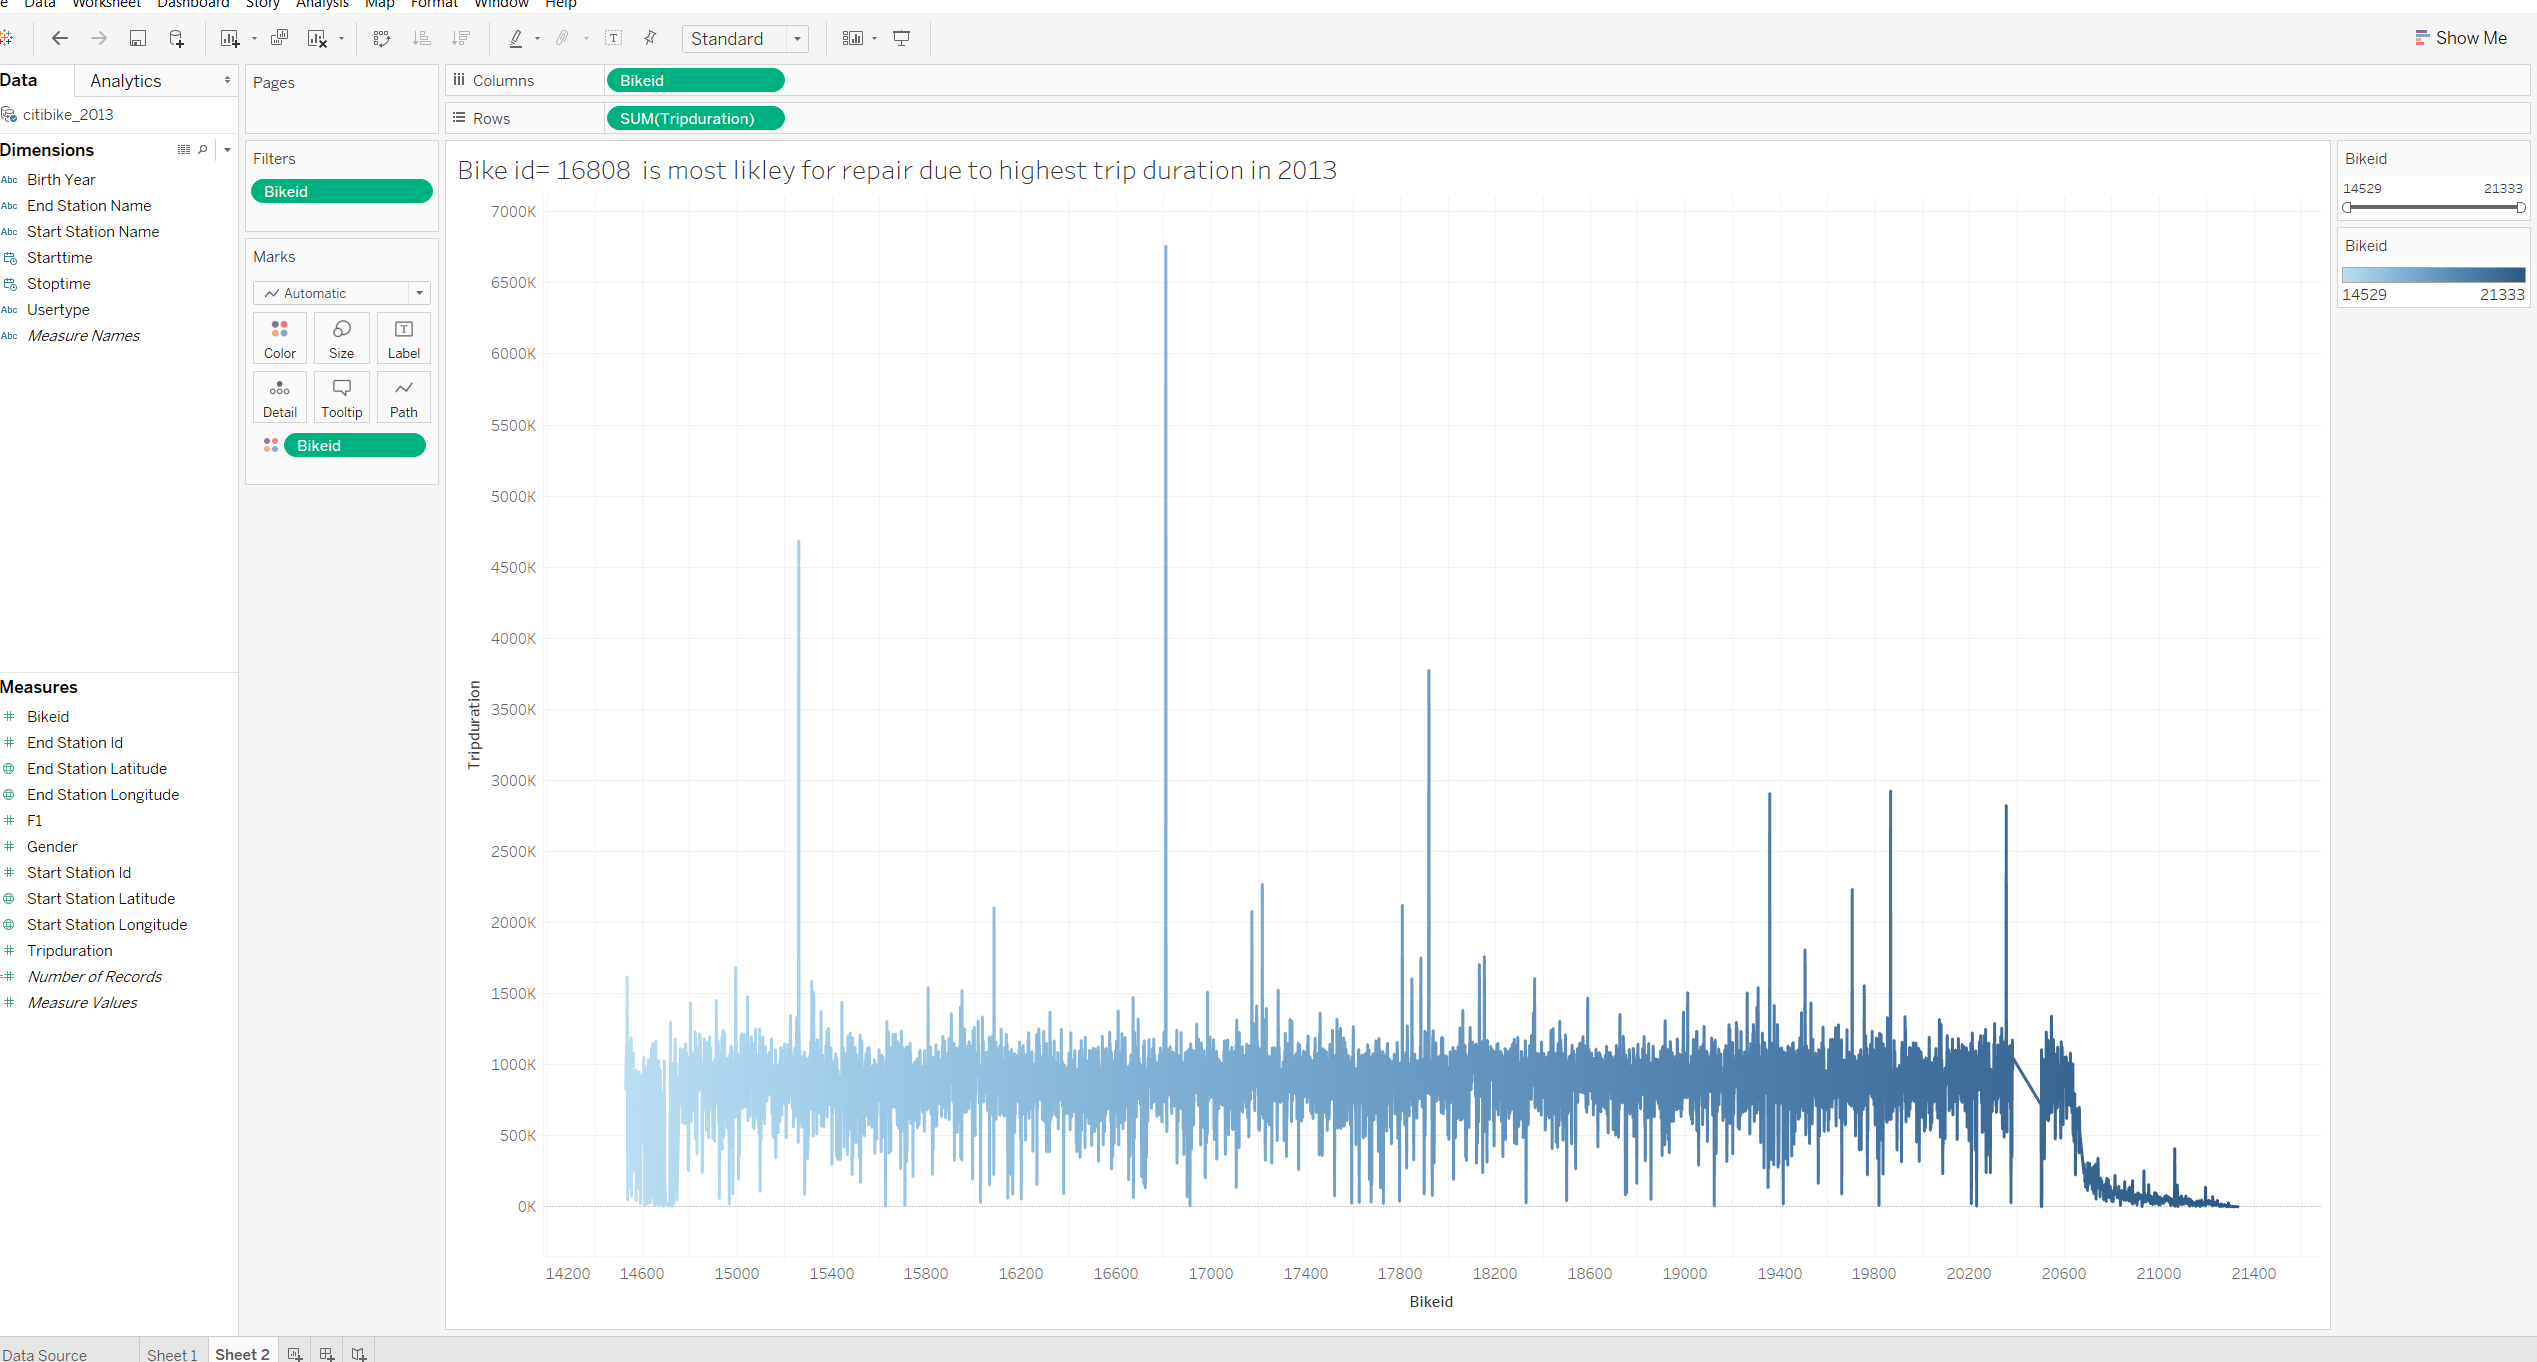 e Data Worksheet Dashboard Story Analysis Map Format Window Help
Standard
Show Me
Data Analytics
citibike_2013
Dimensions
Abc Birth Year
Abc End Station Name
Abc Start Station Name
Starttime
Stoptime
Abc Usertype
Abc Measure Names
Measures
# Bikeid
# End Station Id
End Station Latitude
End Station Longitude
# F1
# Gender
# Start Station Id
Start Station Latitude
Start Station Longitude
# Tripduration
=# Number of Records
# Measure Values
Pages
Filters
Bikeid
Marks
Automatic
Color Size Label
Detail Tooltip Path
Bikeid
Columns Bikeid
Rows SUM(Tripduration)
Bike id= 16808 is most likley for repair due to highest trip duration in 2013
7000K
6500K
6000K
5500K
5000K
4500K
4000K
3500K
3000K
2500K
2000K
1500K
1000K
500K
0K
Tripduration
14200 14600 15000 15400 15800 16200 16600 17000 17400 17800 18200 18600 19000 19400 19800 20200 20600 21000 21400
Bikeid
Bikeid
14529 21333
Bikeid
14529 21333
Data Source Sheet 1 Sheet 2